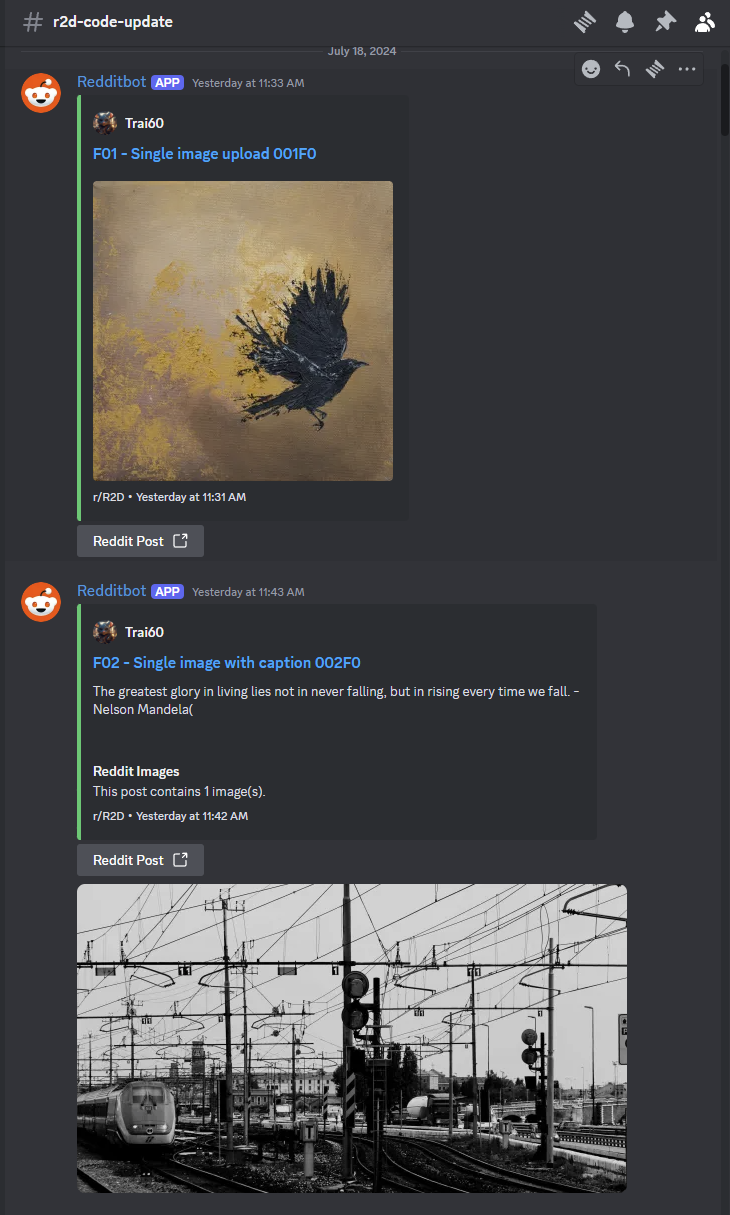 # r2d-code-update
July 18, 2024
Redditbot APP Yesterday at 11:33 AM
Trai60
F01 - Single image upload 001F0
r/R2D • Yesterday at 11:31 AM
Reddit Post
Redditbot APP Yesterday at 11:43 AM
Trai60
F02 - Single image with caption 002F0
The greatest glory in living lies not in never falling, but in rising every time we fall. -
Nelson Mandela(
Reddit Images
This post contains 1 image(s).
r/R2D • Yesterday at 11:42 AM
Reddit Post